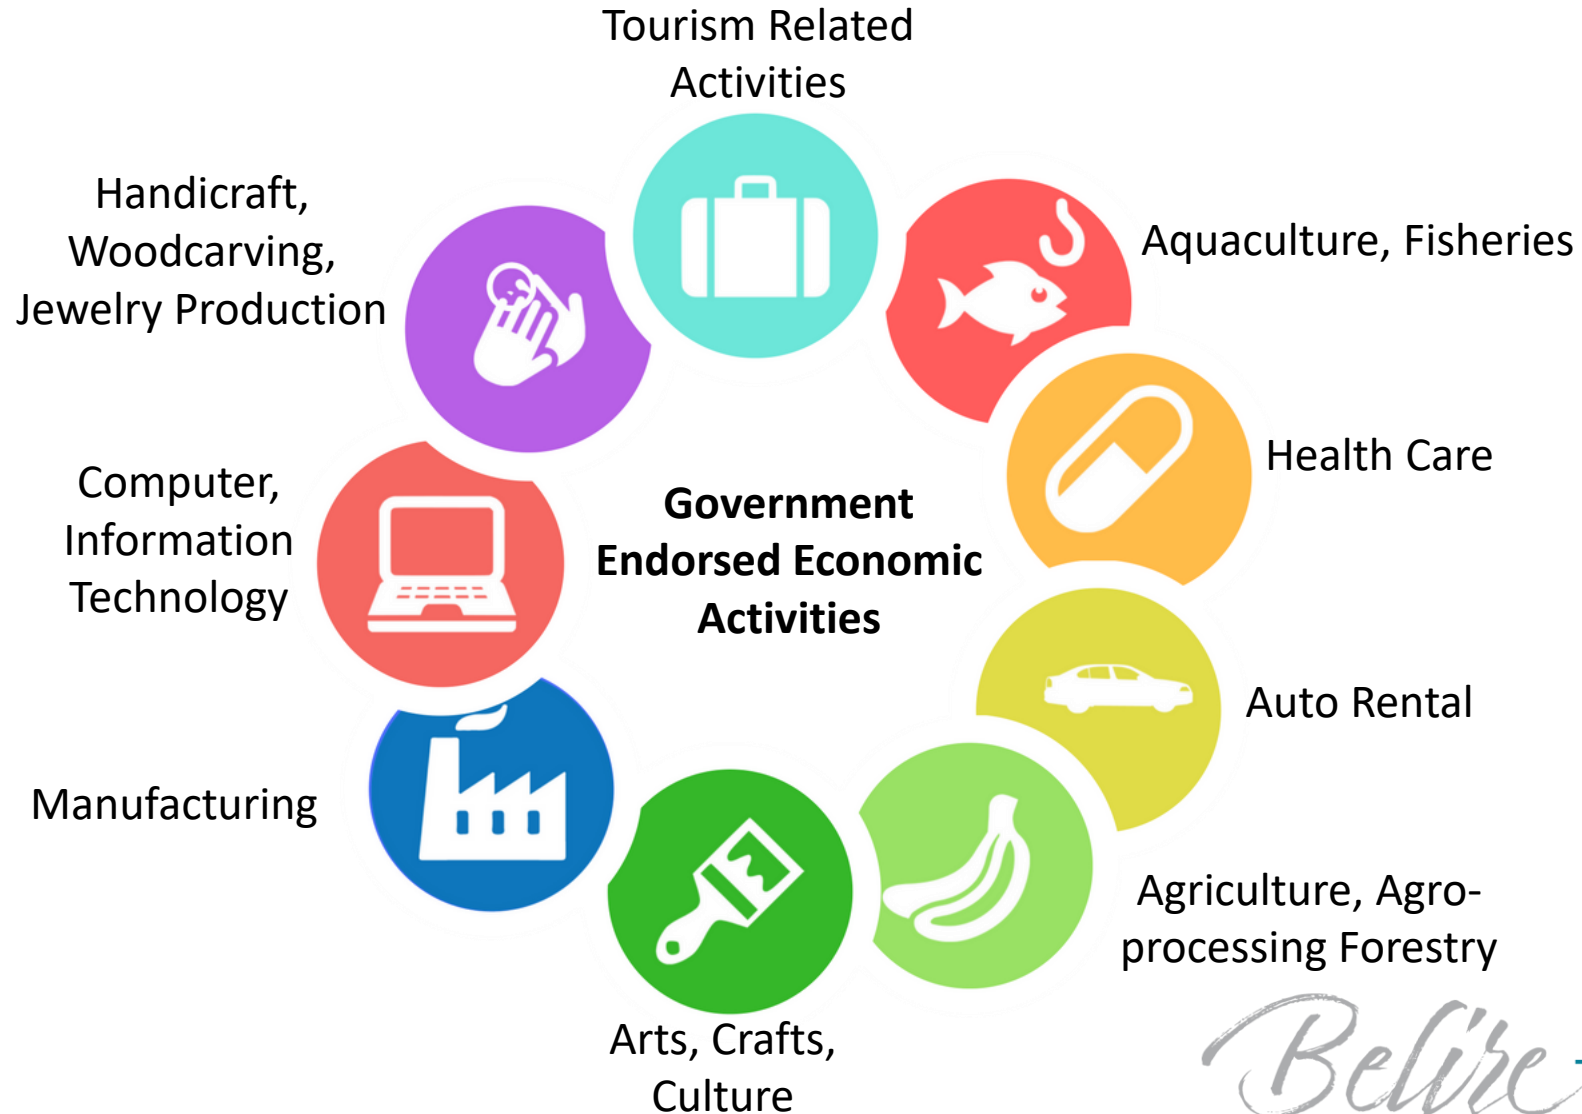 Tourism Related
Activities
Handicraft,
Woodcarving,
Jewelry Production
Aquaculture, Fisheries
Health Care
Computer,
Information
Technology
Government
Endorsed Economic
Activities
Auto Rental
Manufacturing
Agriculture, Agro-
processing Forestry
Arts, Crafts,
Culture
Belize